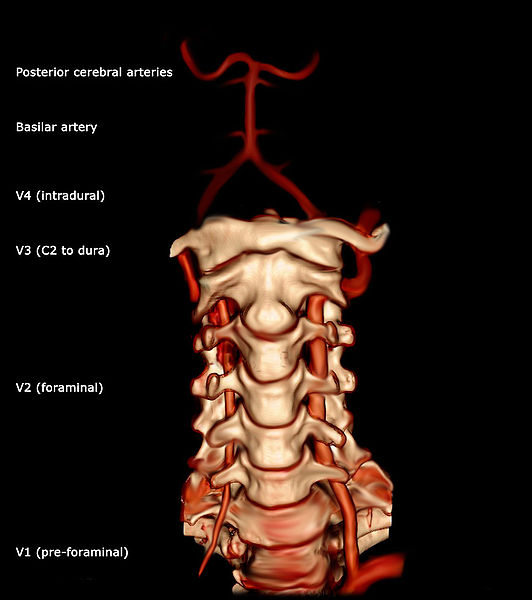 Posterior cerebral arteries
Basilar artery
V4 (intradural)
V3 (C2 to dura)
V2 (foraminal)
V1 (pre-foraminal)